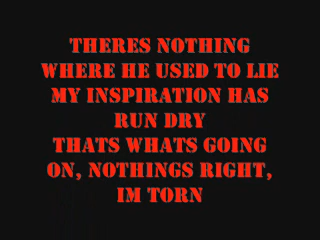 THERES NOTHING
WHERE HE USED TO LIE
MY INSPIRATION HAS
RUN DRY
THATS WHATS GOING
ON, NOTHINGS RIGHT,
IM TORN